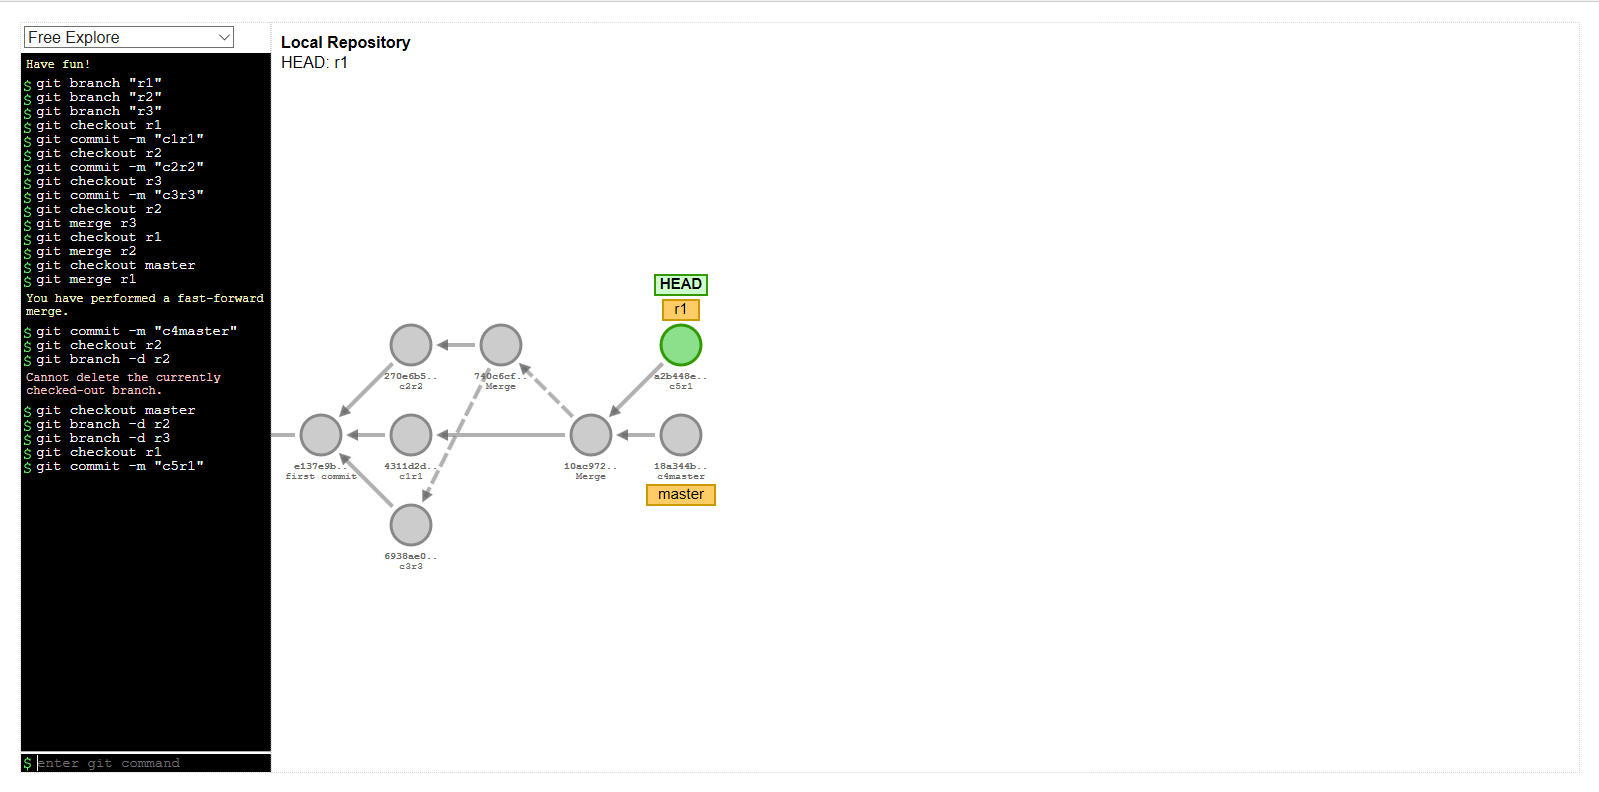 Free Explore
Have fun!
$ git branch "r1"
$ git branch "r2"
$ git branch "r3"
$ git checkout r1
$ git commit -m "c1r1"
$ git checkout r2
$ git commit -m "c2r2"
$ git checkout r3
$ git commit -m "c3r3"
$ git checkout r2
$ git merge r3
$ git checkout r1
$ git merge r2
$ git checkout master
$ git merge r1
You have performed a fast-forward
merge.
$ git commit -m "c4master"
$ git checkout r2
$ git branch -d r2
Cannot delete the currently
checked-out branch.
$ git checkout master
$ git branch -d r2
$ git branch -d r3
$ git checkout r1
$ git commit -m "c5r1"
$ enter git command
Local Repository
HEAD: r1
HEAD
r1
270e6b5..
c2r2
740c6cf..
Merge
a2b448e..
c5r1
e137e9b..
first commit
4311d2d..
c1r1
10ac972..
Merge
18a344b..
c4master
master
6938ae0..
c3r3